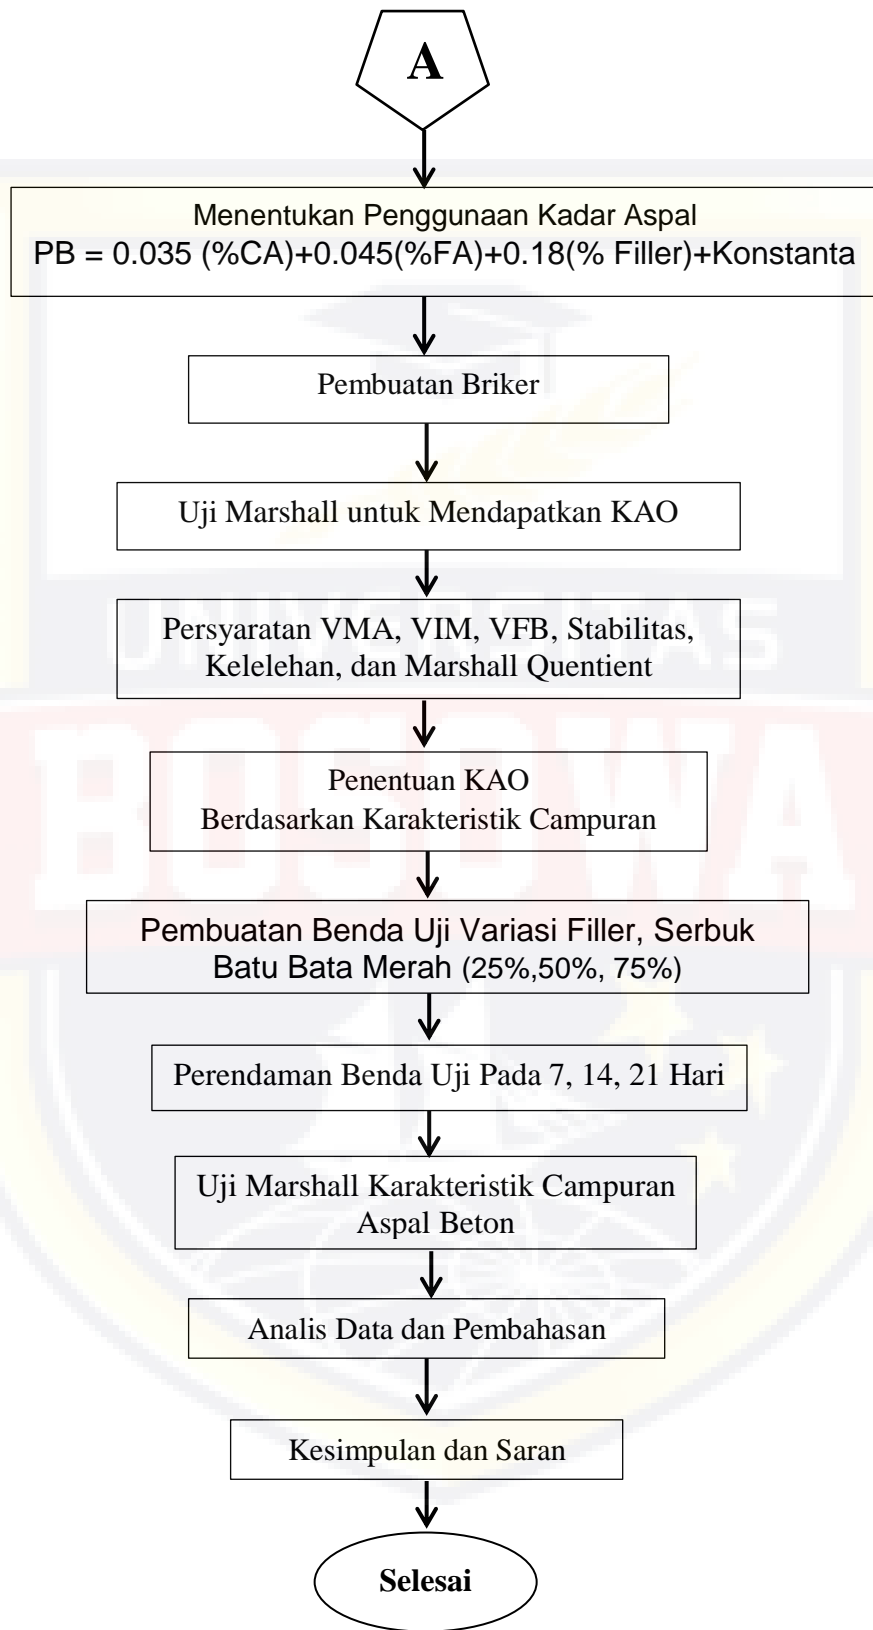 A
Menentukan Penggunaan Kadar Aspal
PB = 0.035 (%CA)+0.045(%FA)+0.18(% Filler)+Konstanta
Pembuatan Briker
Uji Marshall untuk Mendapatkan KAO
Persyaratan VMA, VIM, VFB, Stabilitas,
Kelelehan, dan Marshall Quentient
Penentuan KAO
Berdasarkan Karakteristik Campuran
Pembuatan Benda Uji Variasi Filler, Serbuk
Batu Bata Merah (25%,50%, 75%)
Perendaman Benda Uji Pada 7, 14, 21 Hari
Uji Marshall Karakteristik Campuran
Aspal Beton
Analis Data dan Pembahasan
Kesimpulan dan Saran
Selesai
UNIVERSITAS
BOSOWA